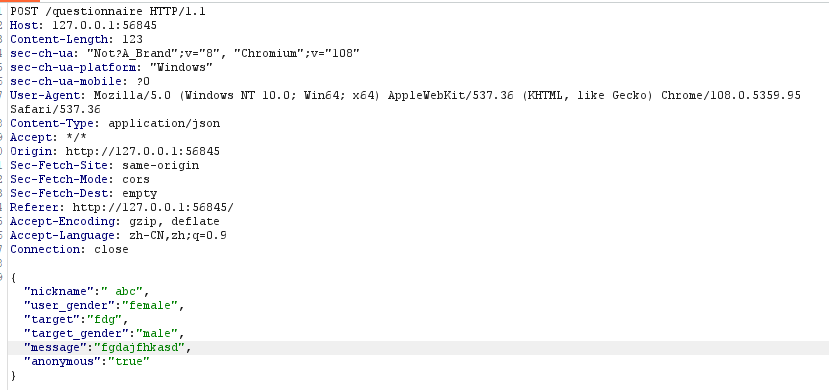 POST /questionnaire HTTP/1.1
Host: 127.0.0.1:56845
Content-Length: 123
sec-ch-ua: "Not?A_Brand";v="8", "Chromium";v="108"
sec-ch-ua-platform: "Windows"
sec-ch-ua-mobile: ?0
User-Agent: Mozilla/5.0 (Windows NT 10.0; Win64; x64) AppleWebKit/537.36 (KHTML, like Gecko) Chrome/108.0.5359.95
Safari/537.36
Content-Type: application/json
Accept: */*
Origin: http://127.0.0.1:56845
Sec-Fetch-Site: same-origin
Sec-Fetch-Mode: cors
Sec-Fetch-Dest: empty
Referer: http://127.0.0.1:56845/
Accept-Encoding: gzip, deflate
Accept-Language: zh-CN,zh;q=0.9
Connection: close

{
  "nickname":" abc",
  "user_gender":"female",
  "target":"fdg",
  "target_gender":"male",
  "message":"fgdajfhkasd",
  "anonymous":"true"
}